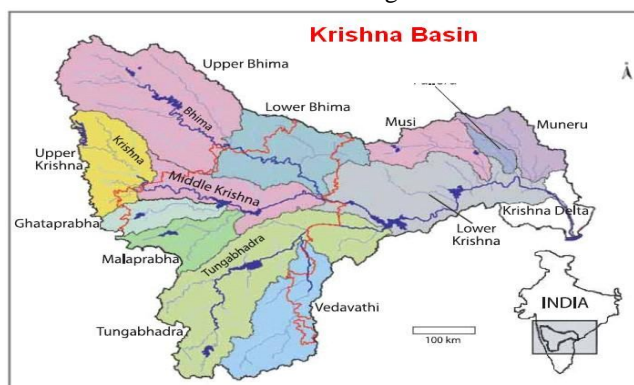 Krishna Basin
Upper Bhima
Lower Bhima
Bhima
Musi
Muneru
Upper
Krishna
Krishna
Middle Krishna
Ghataprabha
Malaprabha
Tungabhadra
Lower
Krishna
Krishna Delta
Tungabhadra
Vedavathi
INDIA
100 km